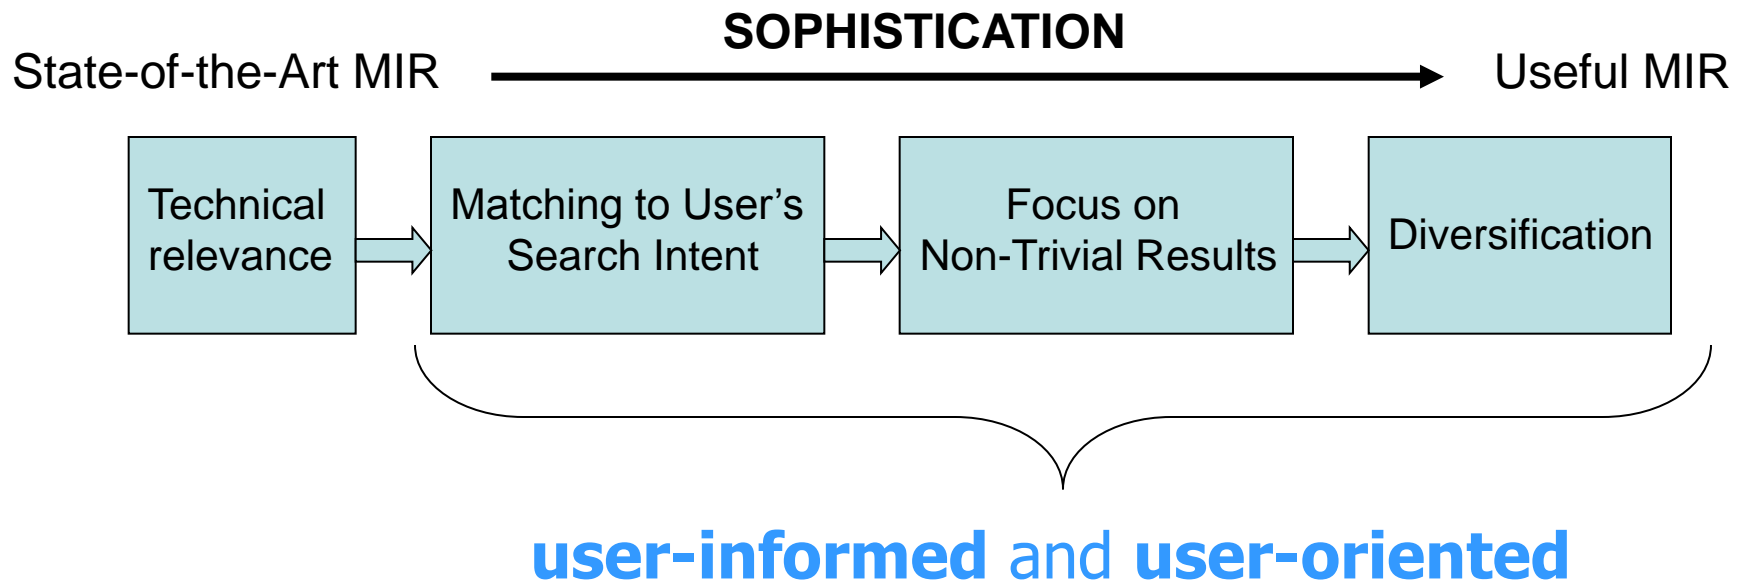 SOPHISTICATION
State-of-the-Art MIR
Useful MIR
Technical
relevance
Matching to User’s
Search Intent
Focus on
Non-Trivial Results
Diversification
user-informed and user-oriented